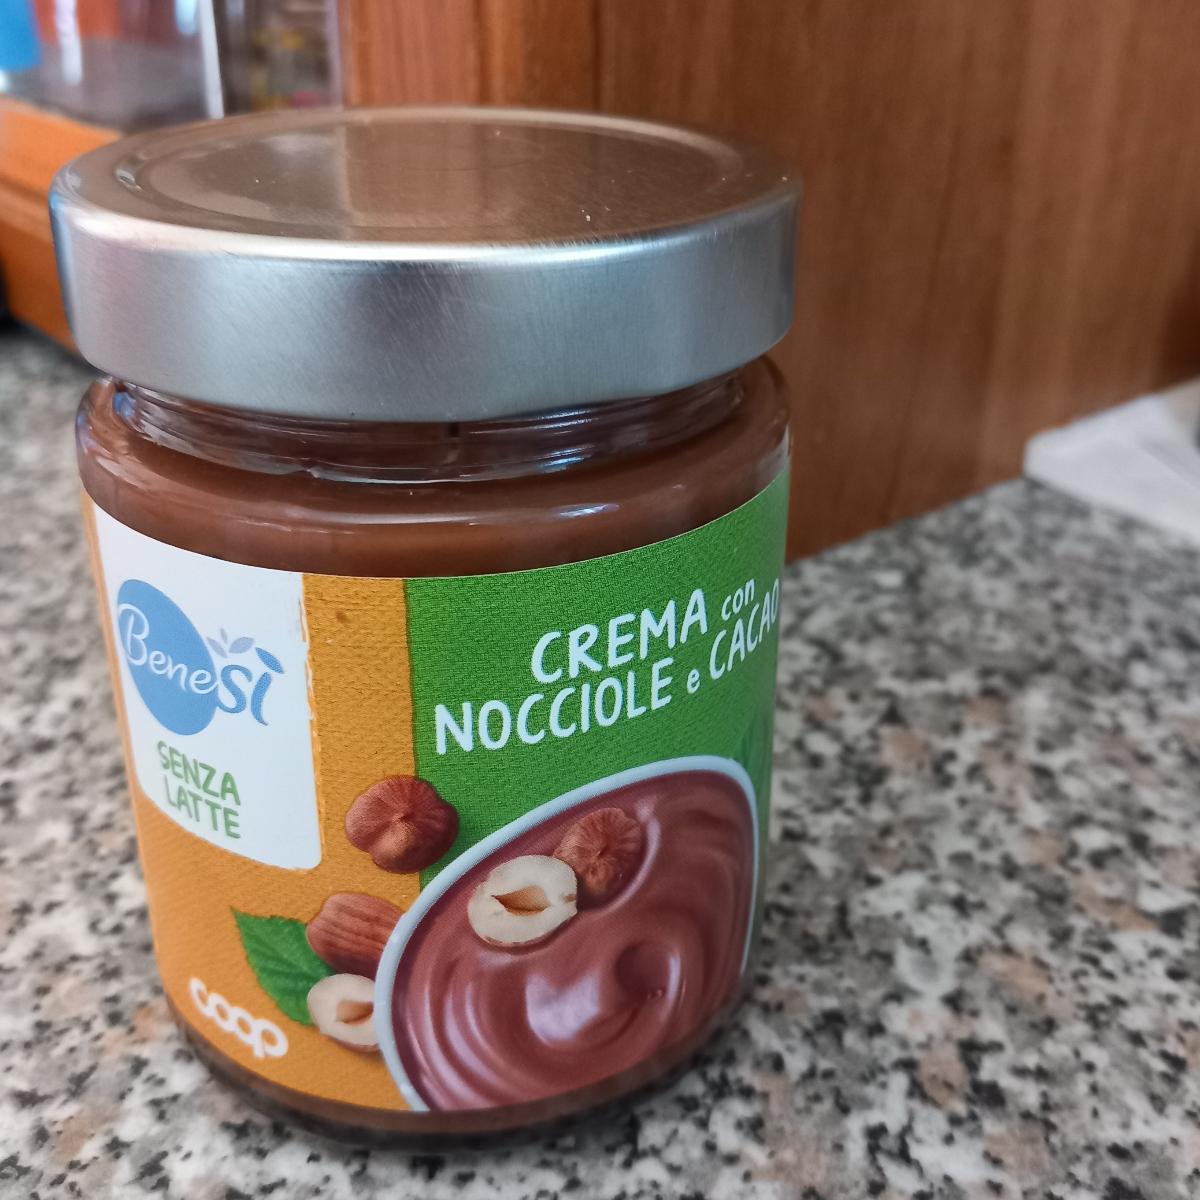 BeneSì
SENZA
LATTE
CREMA con
NOCCIOLE e CACAO
coop